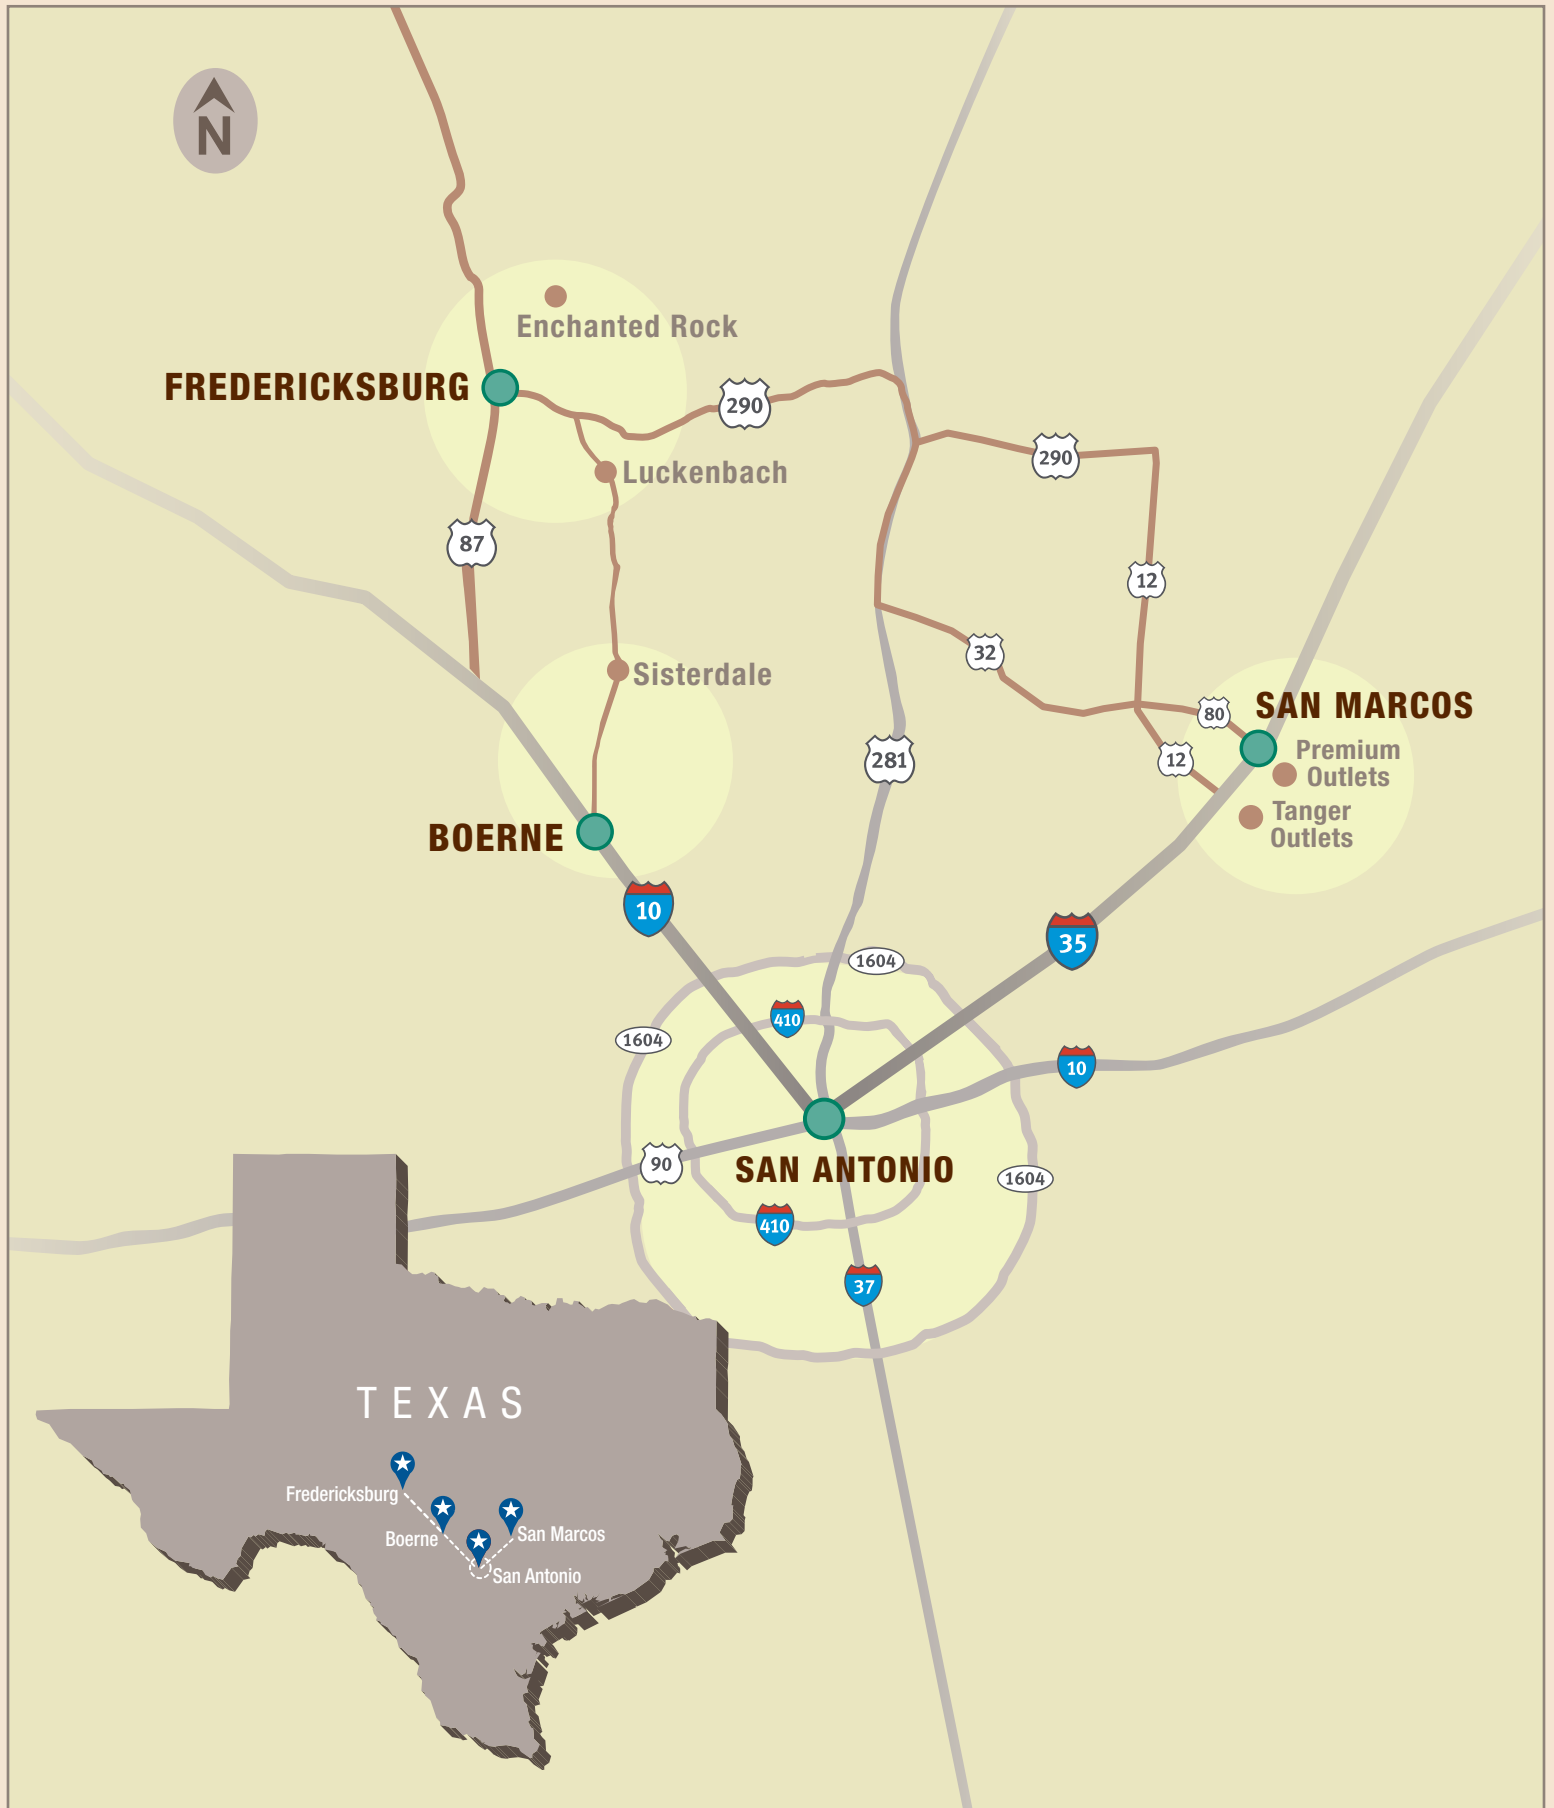 N
Enchanted Rock
FREDERICKSBURG
290
290
Luckenbach
87
12
32
Sisterdale
80
SAN MARCOS
Premium
Outlets
12
281
Tanger
Outlets
BOERNE
10
35
1604
410
1604
10
90
SAN ANTONIO
1604
410
37
TEXAS
Fredericksburg
Boerne
San Marcos
San Antonio